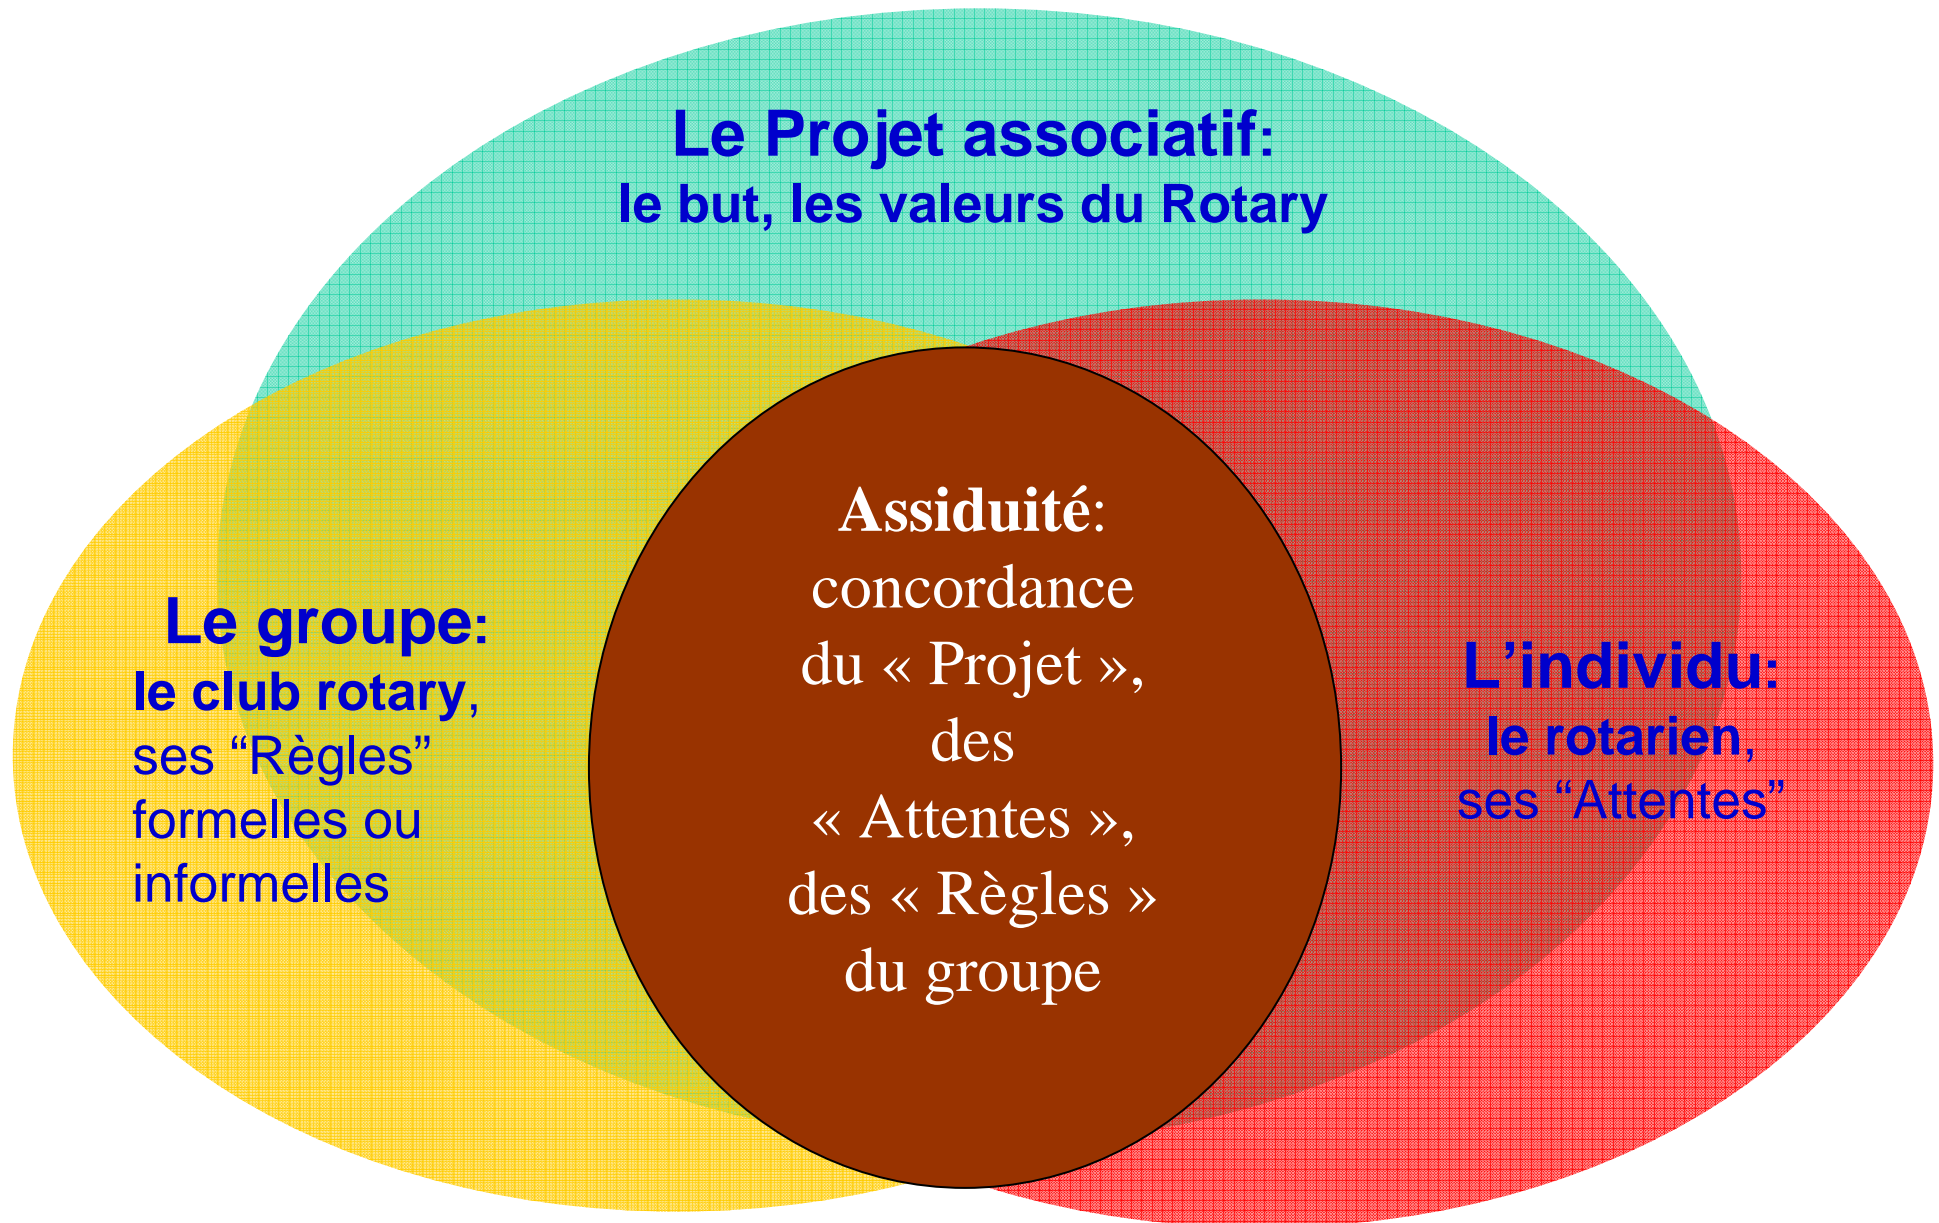 Le Projet associatif:
le but, les valeurs du Rotary
Le groupe:
le club rotary,
ses “Règles”
formelles ou
informelles
Assiduité:
concordance
du « Projet »,
des
« Attentes »,
des « Règles »
du groupe
L’individu:
le rotarien,
ses “Attentes”